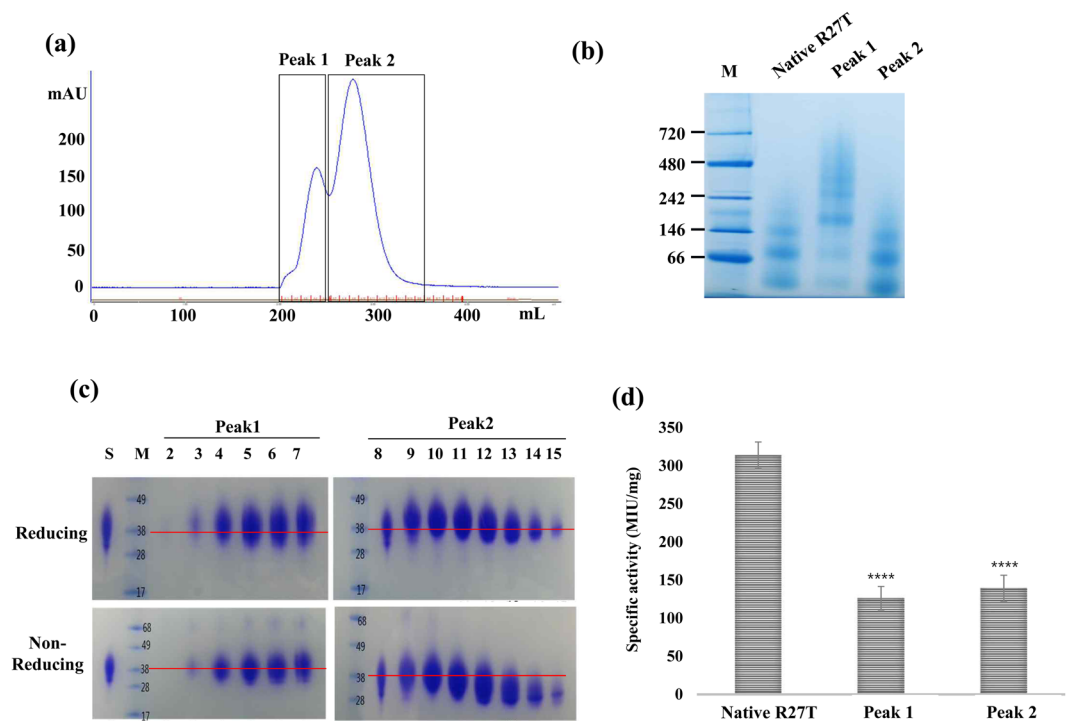 (a)
Peak 1 Peak 2
mAU
200
150
100
50
0
0 100 200 300 400 mL
(b)
M Native R27T Peak 1 Peak 2
720
480
242
146
66
(c)
Peak1 Peak2
S M 2 3 4 5 6 7 8 9 10 11 12 13 14 15
Reducing
49 49
38 38
28 28
17 17
Non-
Reducing
68 68
49 49
38 38
28 28
17
(d)
Specific activity (MIU/mg)
350
300
250
200
150
100
50
0
**** ****
Native R27T Peak 1 Peak 2